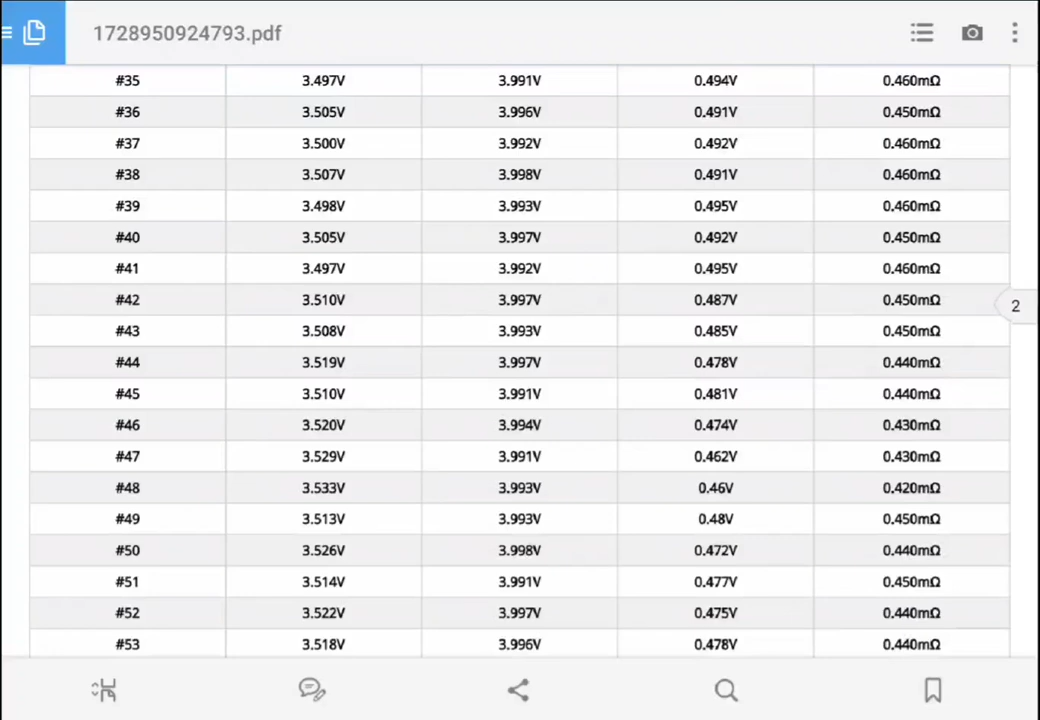 1728950924793.pdf
#35 3.497V 3.991V 0.494V 0.460mΩ
#36 3.505V 3.996V 0.491V 0.450mΩ
#37 3.500V 3.992V 0.492V 0.460mΩ
#38 3.507V 3.998V 0.491V 0.460mΩ
#39 3.498V 3.993V 0.495V 0.460mΩ
#40 3.505V 3.997V 0.492V 0.450mΩ
#41 3.497V 3.992V 0.495V 0.460mΩ
#42 3.510V 3.997V 0.487V 0.450mΩ
2
#43 3.508V 3.993V 0.485V 0.450mΩ
#44 3.519V 3.997V 0.478V 0.440mΩ
#45 3.510V 3.991V 0.481V 0.440mΩ
#46 3.520V 3.994V 0.474V 0.430mΩ
#47 3.529V 3.991V 0.462V 0.430mΩ
#48 3.533V 3.993V 0.46V 0.420mΩ
#49 3.513V 3.993V 0.48V 0.450mΩ
#50 3.526V 3.998V 0.472V 0.440mΩ
#51 3.514V 3.991V 0.477V 0.450mΩ
#52 3.522V 3.997V 0.475V 0.440mΩ
#53 3.518V 3.996V 0.478V 0.440mΩ